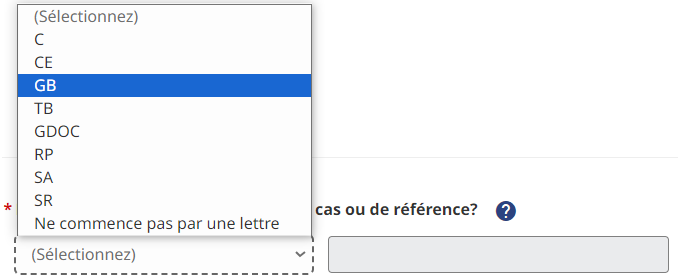 (Sélectionnez)
C
CE
GB
TB
GDOC
RP
SA
SR
Ne commence pas par une lettre
* cas ou de référence? ?
(Sélectionnez)